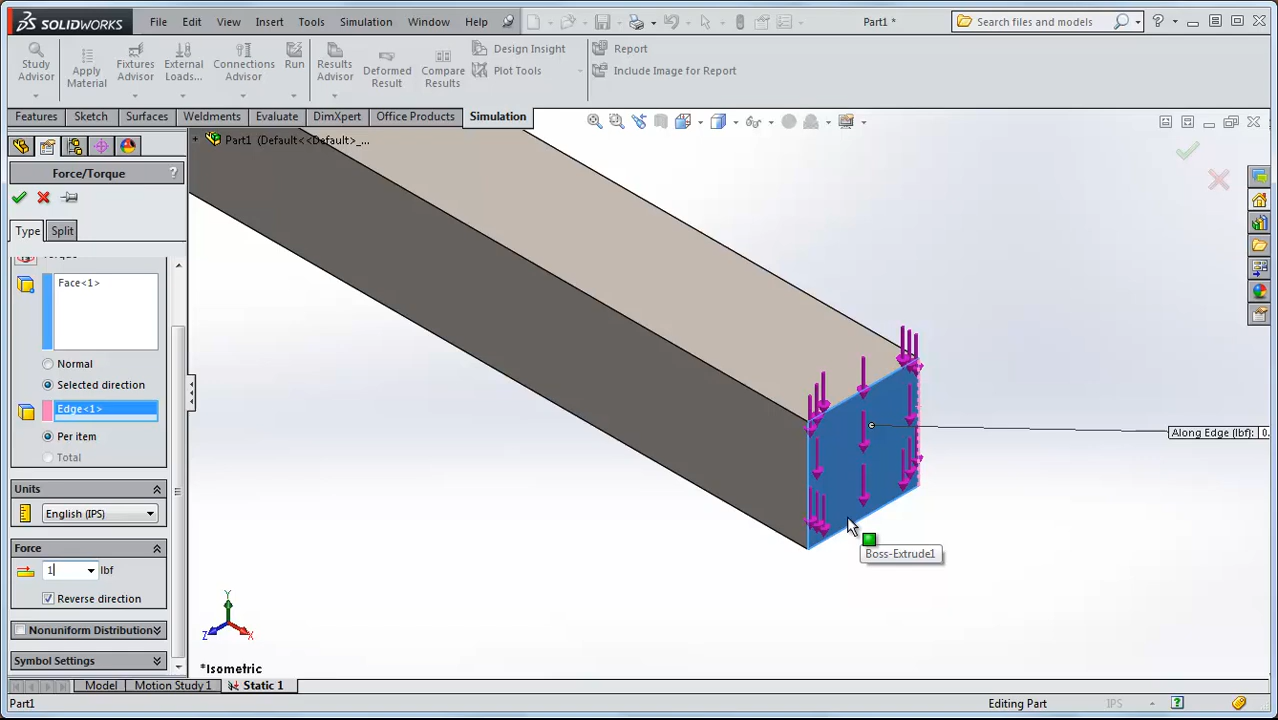 SOLIDWORKS File Edit View Insert Tools Simulation Window Help Part1 * Search files and models ?
Study Advisor
Apply Material
Fixtures Advisor
External Loads...
Connections Advisor
Run
Results Advisor
Deformed Result
Compare Results
Design Insight
Plot Tools
Report
Include Image for Report
Features Sketch Surfaces Weldments Evaluate DimXpert Office Products Simulation
Part1 (Default<<Default>_...
Force/Torque ?
Type Split
Torque
Face<1>
Normal
Selected direction
Edge<1>
Per item
Total
Units
English (IPS)
Force
1 lbf
Reverse direction
Nonuniform Distribution
Symbol Settings
Along Edge (lbf): 0.
Boss-Extrude1
Y
Z X
*Isometric
Model Motion Study 1 Static 1
Part1 Editing Part IPS ?